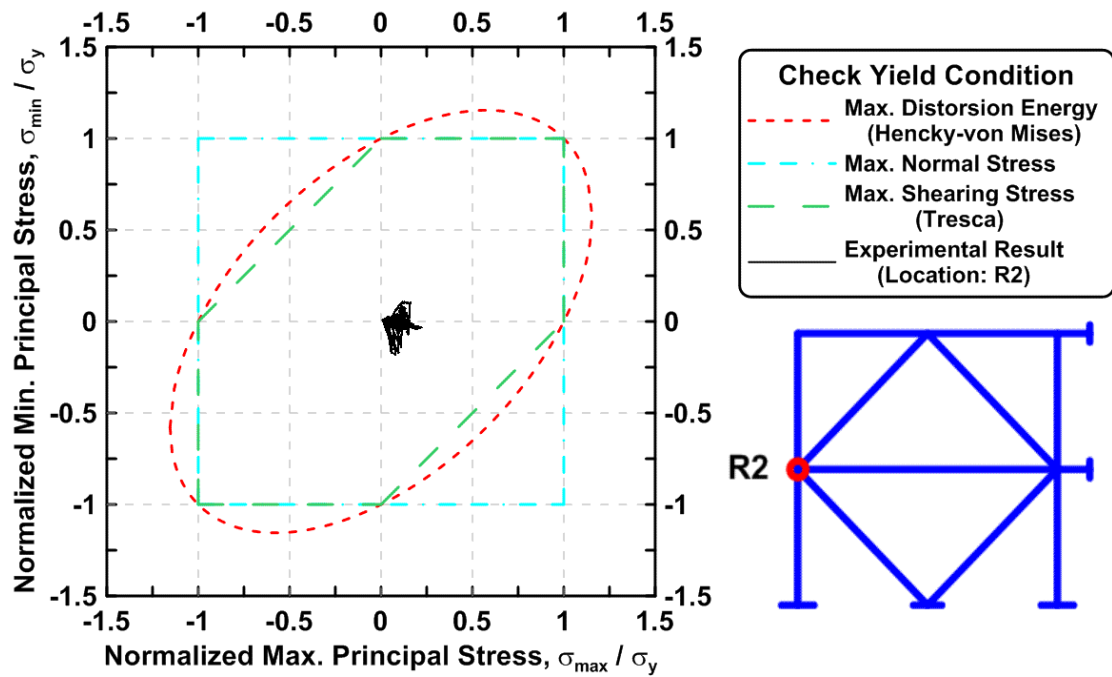 -1.5 -1 -0.5 0 0.5 1 1.5
1.5 1.5
1 1
0.5 0.5
0 0
-0.5 -0.5
-1 -1
-1.5 -1.5
-1.5 -1 -0.5 0 0.5 1 1.5
Normalized Min. Principal Stress, σmin / σy
Normalized Max. Principal Stress, σmax / σy
Check Yield Condition
Max. Distorsion Energy
(Hencky-von Mises)
Max. Normal Stress
Max. Shearing Stress
(Tresca)
Experimental Result
(Location: R2)
R2